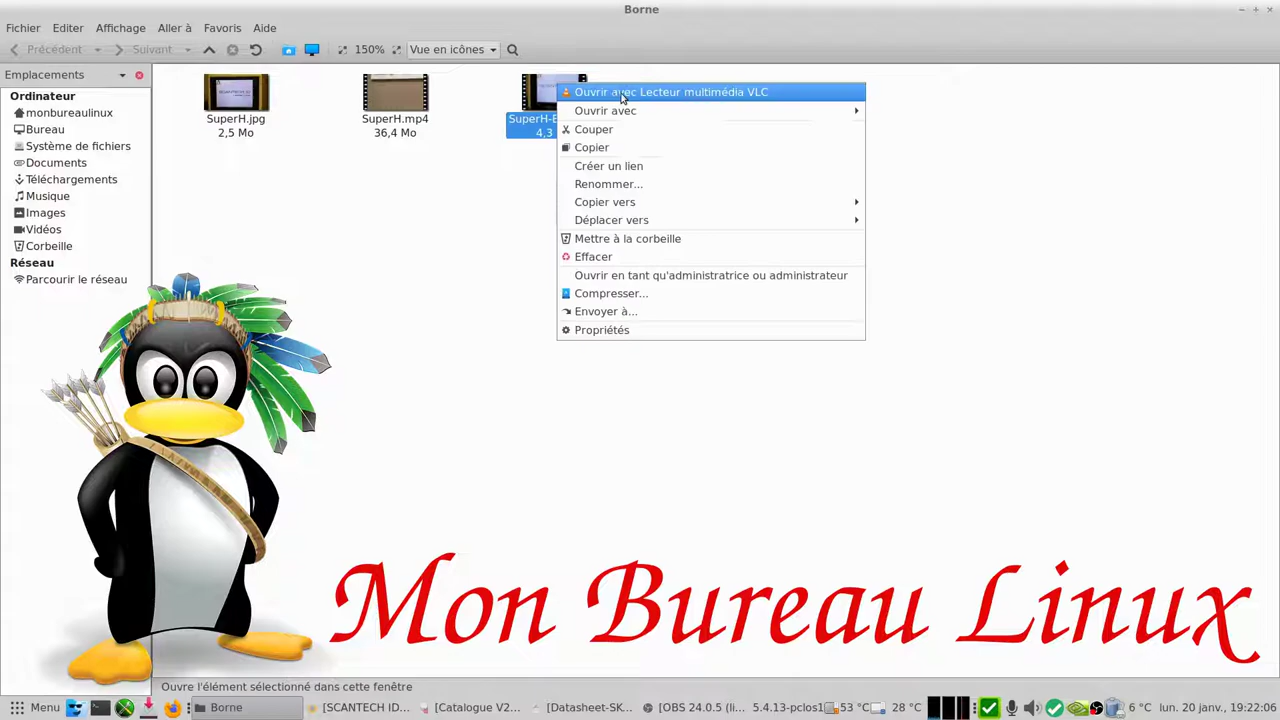 Borne
Fichier Editer Affichage Aller à Favoris Aide
Précédent Suivant 150% Vue en icônes
Emplacements
Ordinateur
monbureaulinux
Bureau
Système de fichiers
Documents
Téléchargements
Musique
Images
Vidéos
Corbeille
Réseau
Parcourir le réseau
SuperH.jpg
2,5 Mo
SuperH.mp4
36,4 Mo
4,3
Ouvrir avec Lecteur multimédia VLC
Ouvrir avec
Couper
Copier
Créer un lien
Renommer...
Copier vers
Déplacer vers
Mettre à la corbeille
Effacer
Ouvrir en tant qu'administratrice ou administrateur
Compresser...
Envoyer à...
Propriétés
Mon Bureau Linux
Ouvre l'élément sélectionné dans cette fenêtre
Menu Borne [SCANTECH ID... [Catalogue V2... [Datasheet-SK... [OBS 24.0.5 (li... 5.4.13-pclos1 53 °C 28 °C 6 °C lun. 20 janv., 19:22:06